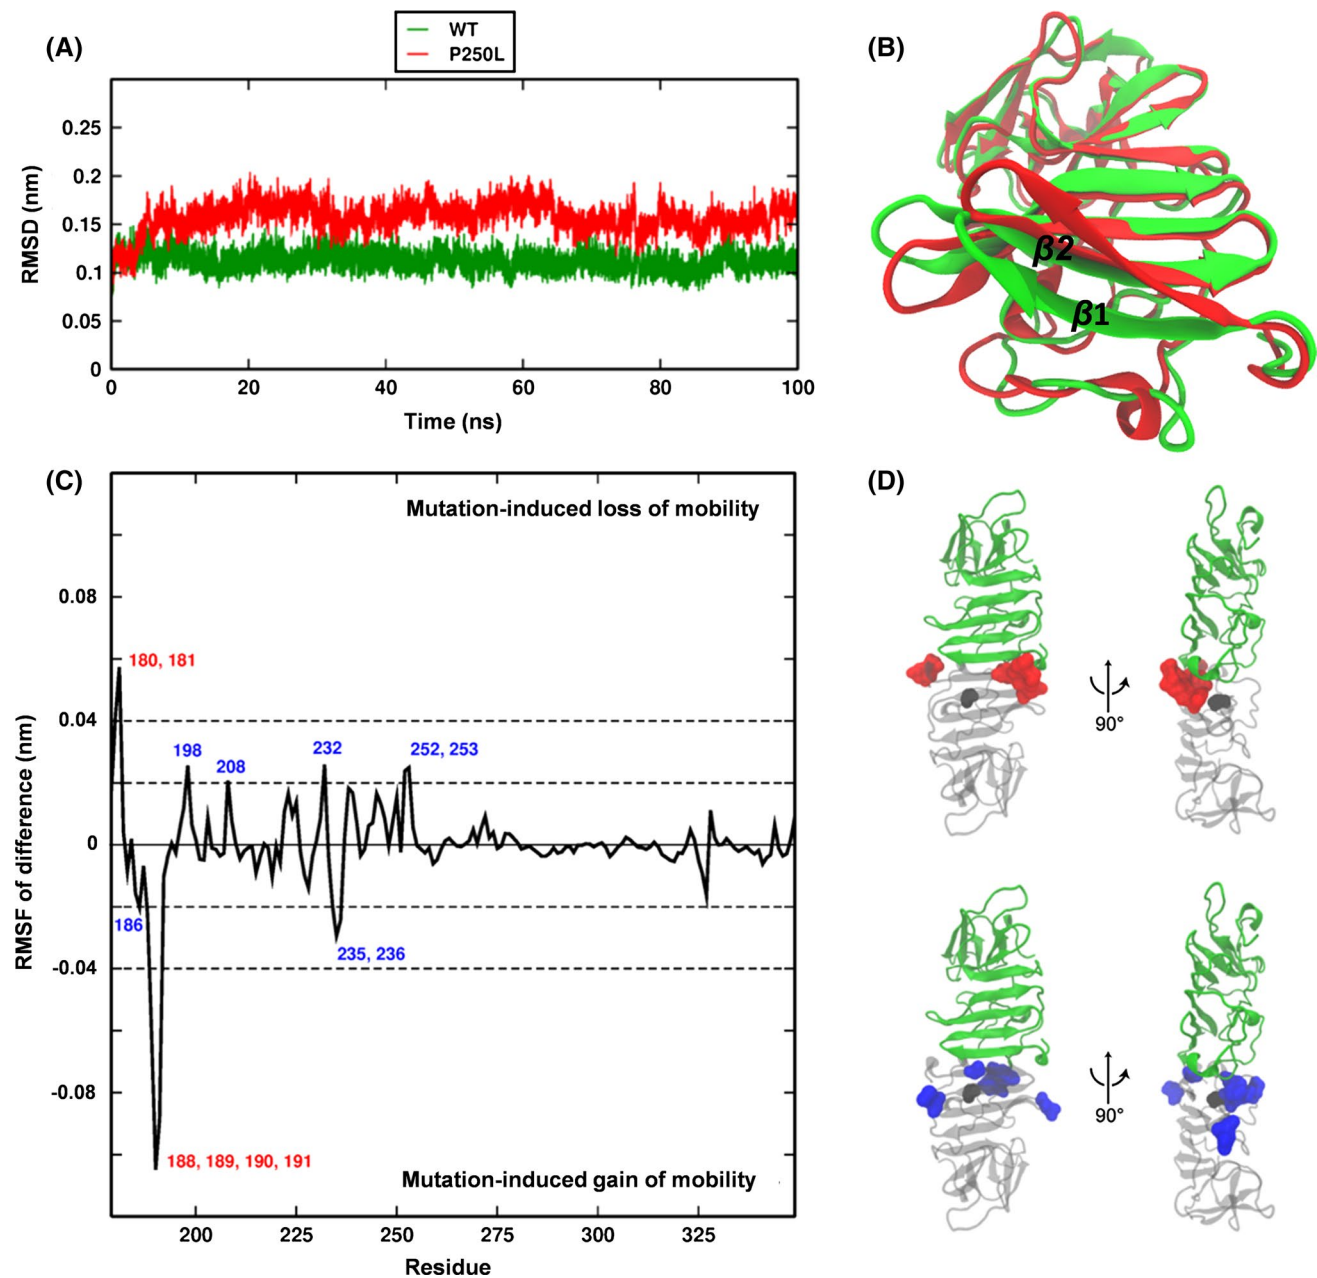 (A)
WT
P250L
0.25
0.2
0.15
0.1
0.05
0
RMSD (nm)
0 20 40 60 80 100
Time (ns)
(B)
β2
β1
(C)
Mutation-induced loss of mobility
0.08
180, 181
0.04
198
208
232
252, 253
0
186
235, 236
-0.04
-0.08
188, 189, 190, 191
Mutation-induced gain of mobility
RMSF of difference (nm)
200 225 250 275 300 325
Residue
(D)
90°
90°